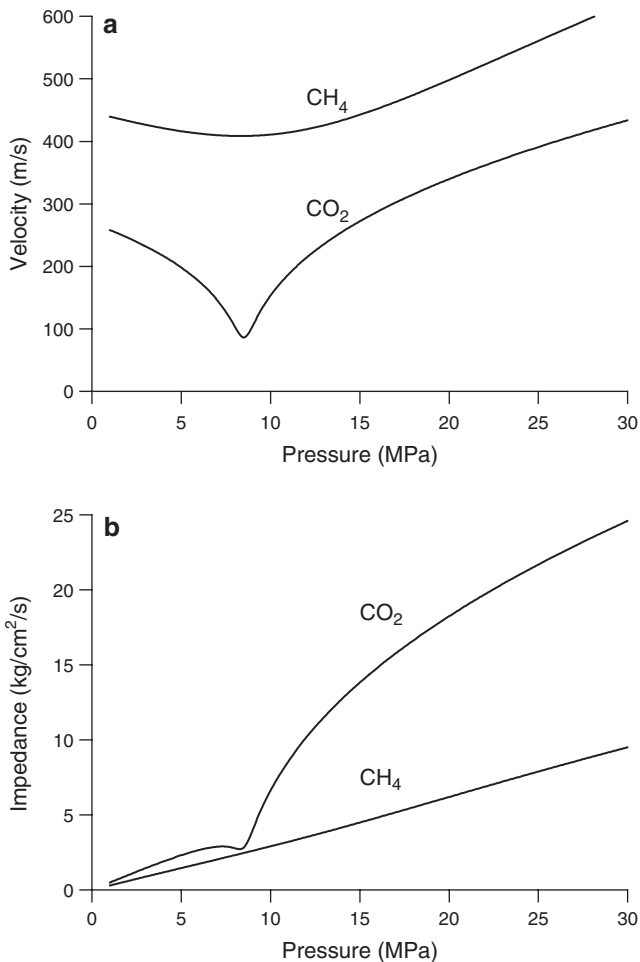 a
600
500
400
300
200
100
0
Velocity (m/s)
CH₄
CO₂
0 5 10 15 20 25 30
Pressure (MPa)
b
25
20
15
10
5
0
Impedance (kg/cm²/s)
CO₂
CH₄
0 5 10 15 20 25 30
Pressure (MPa)